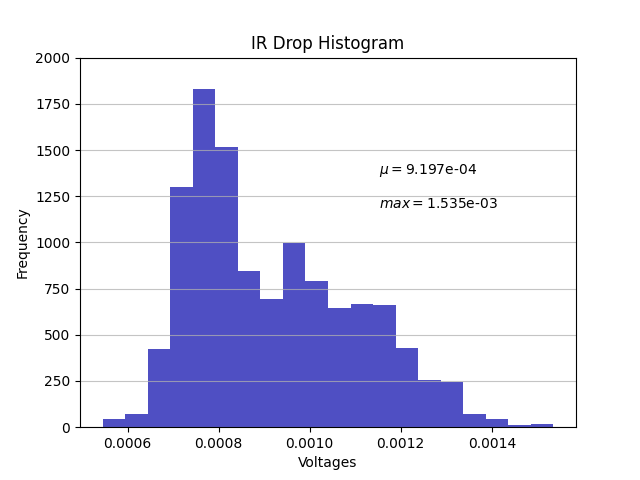 IR Drop Histogram
2000
1750
1500
1250
1000
750
500
250
0
Frequency
μ = 9.197e-04
max = 1.535e-03
0.0006 0.0008 0.0010 0.0012 0.0014
Voltages